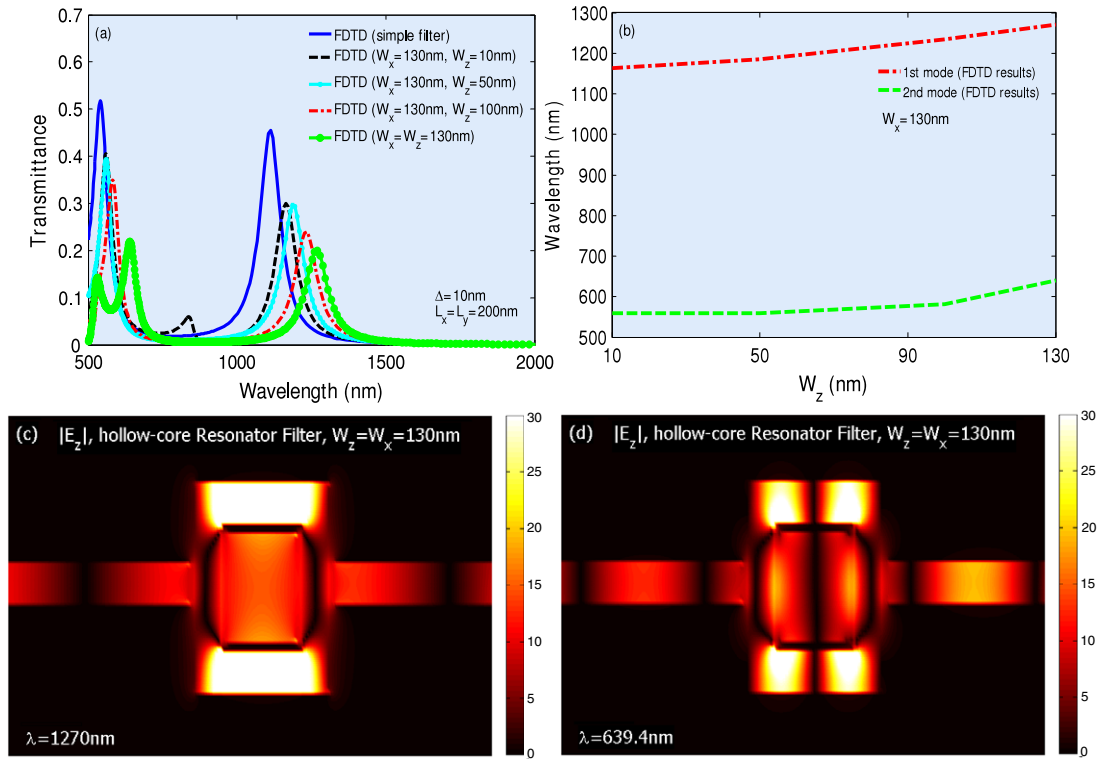 (a)
FDTD (simple filter)
FDTD (Wx=130nm, Wz=10nm)
FDTD (Wx=130nm, Wz=50nm)
FDTD (Wx=130nm, Wz=100nm)
FDTD (Wx=Wz=130nm)
Δ=10nm
Lx=Ly=200nm
0.7
0.6
0.5
0.4
0.3
0.2
0.1
0
Transmittance
500
1000
1500
2000
Wavelength (nm)
(b)
1st mode (FDTD results)
2nd mode (FDTD results)
Wx=130nm
1300
1200
1100
1000
900
800
700
600
500
Wavelength (nm)
10
50
90
130
Wz (nm)
(c) |Ez|, hollow-core Resonator Filter, Wz=Wx=130nm
λ=1270nm
30
25
20
15
10
5
0
(d) |Ez|, hollow-core Resonator Filter, Wz=Wx=130nm
λ=639.4nm
30
25
20
15
10
5
0